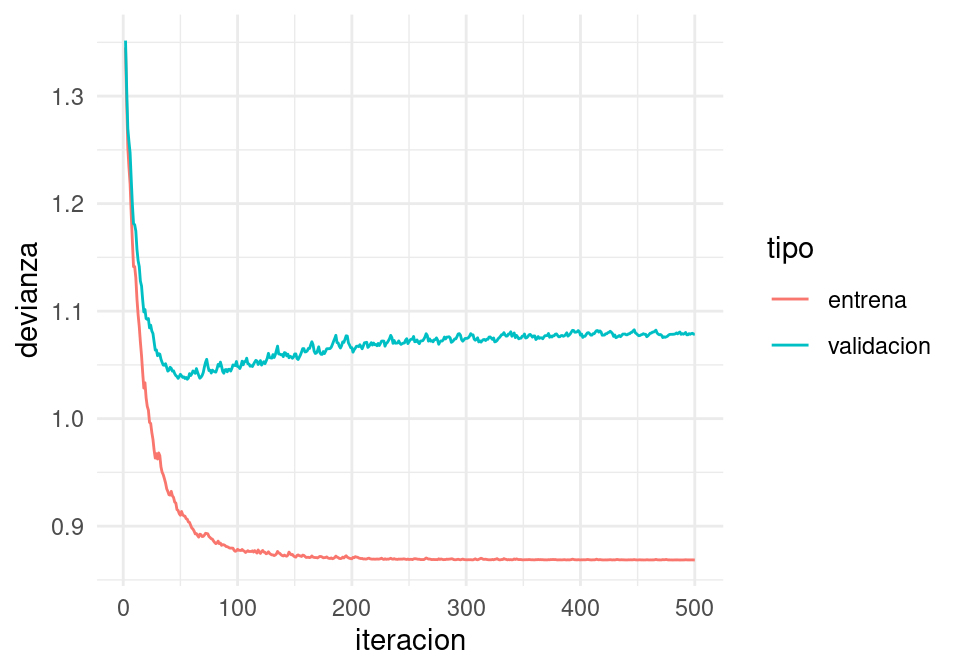 1.3
1.2
1.1
1.0
0.9
devianza
0 100 200 300 400 500
iteracion
tipo
entrena
validacion